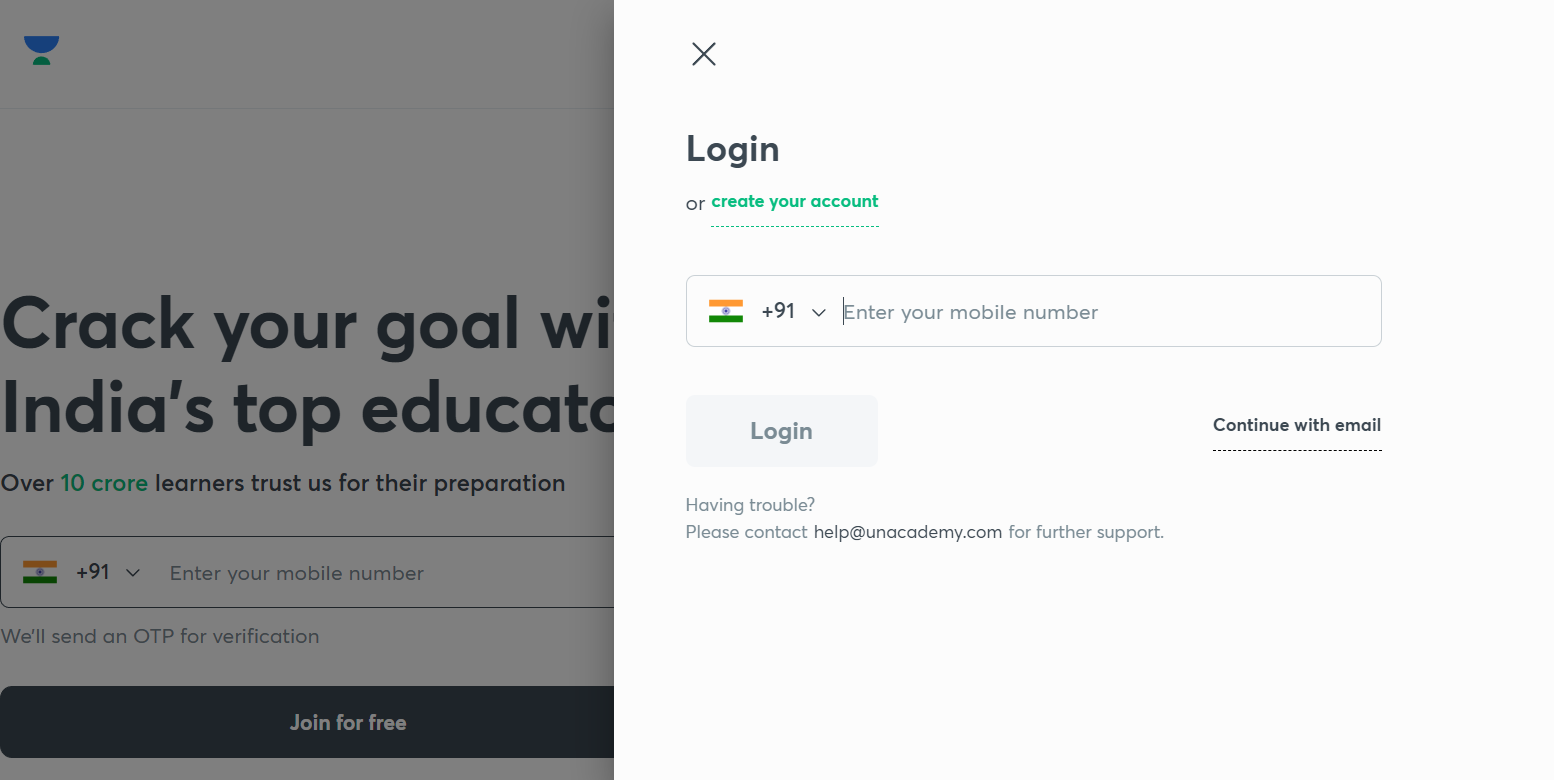 Login
or create your account
+91 Enter your mobile number
Login
Continue with email
Having trouble?
Please contact help@unacademy.com for further support.
Crack your goal wi
India's top educato
Over 10 crore learners trust us for their preparation
+91 Enter your mobile number
We'll send an OTP for verification
Join for free